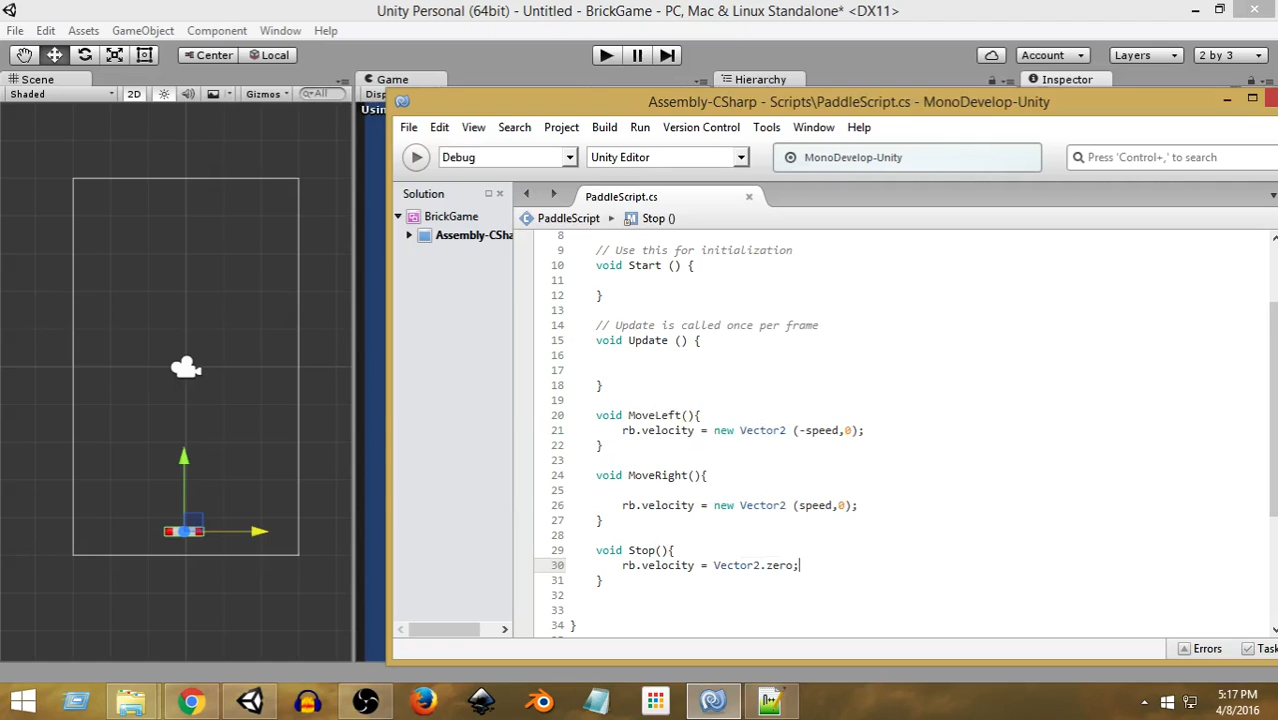 Unity Personal (64bit) - Untitled - BrickGame - PC, Mac & Linux Standalone* <DX11>
File Edit Assets GameObject Component Window Help
Center Local Account Layers 2 by 3
Scene Game Hierarchy Inspector
Shaded 2D Gizmos All Disp
Using
Assembly-CSharp - Scripts\PaddleScript.cs - MonoDevelop-Unity
File Edit View Search Project Build Run Version Control Tools Window Help
Debug Unity Editor MonoDevelop-Unity Press 'Control+,' to search
Solution PaddleScript.cs
BrickGame PaddleScript Stop ()
Assembly-CSha
8
9 // Use this for initialization
10 void Start () {
11
12 }
13
14 // Update is called once per frame
15 void Update () {
16
17
18 }
19
20 void MoveLeft(){
21 rb.velocity = new Vector2 (-speed,0);
22 }
23
24 void MoveRight(){
25
26 rb.velocity = new Vector2 (speed,0);
27 }
28
29 void Stop(){
30 rb.velocity = Vector2.zero;
31 }
32
33
34 }
Errors Task
5:17 PM
4/8/2016